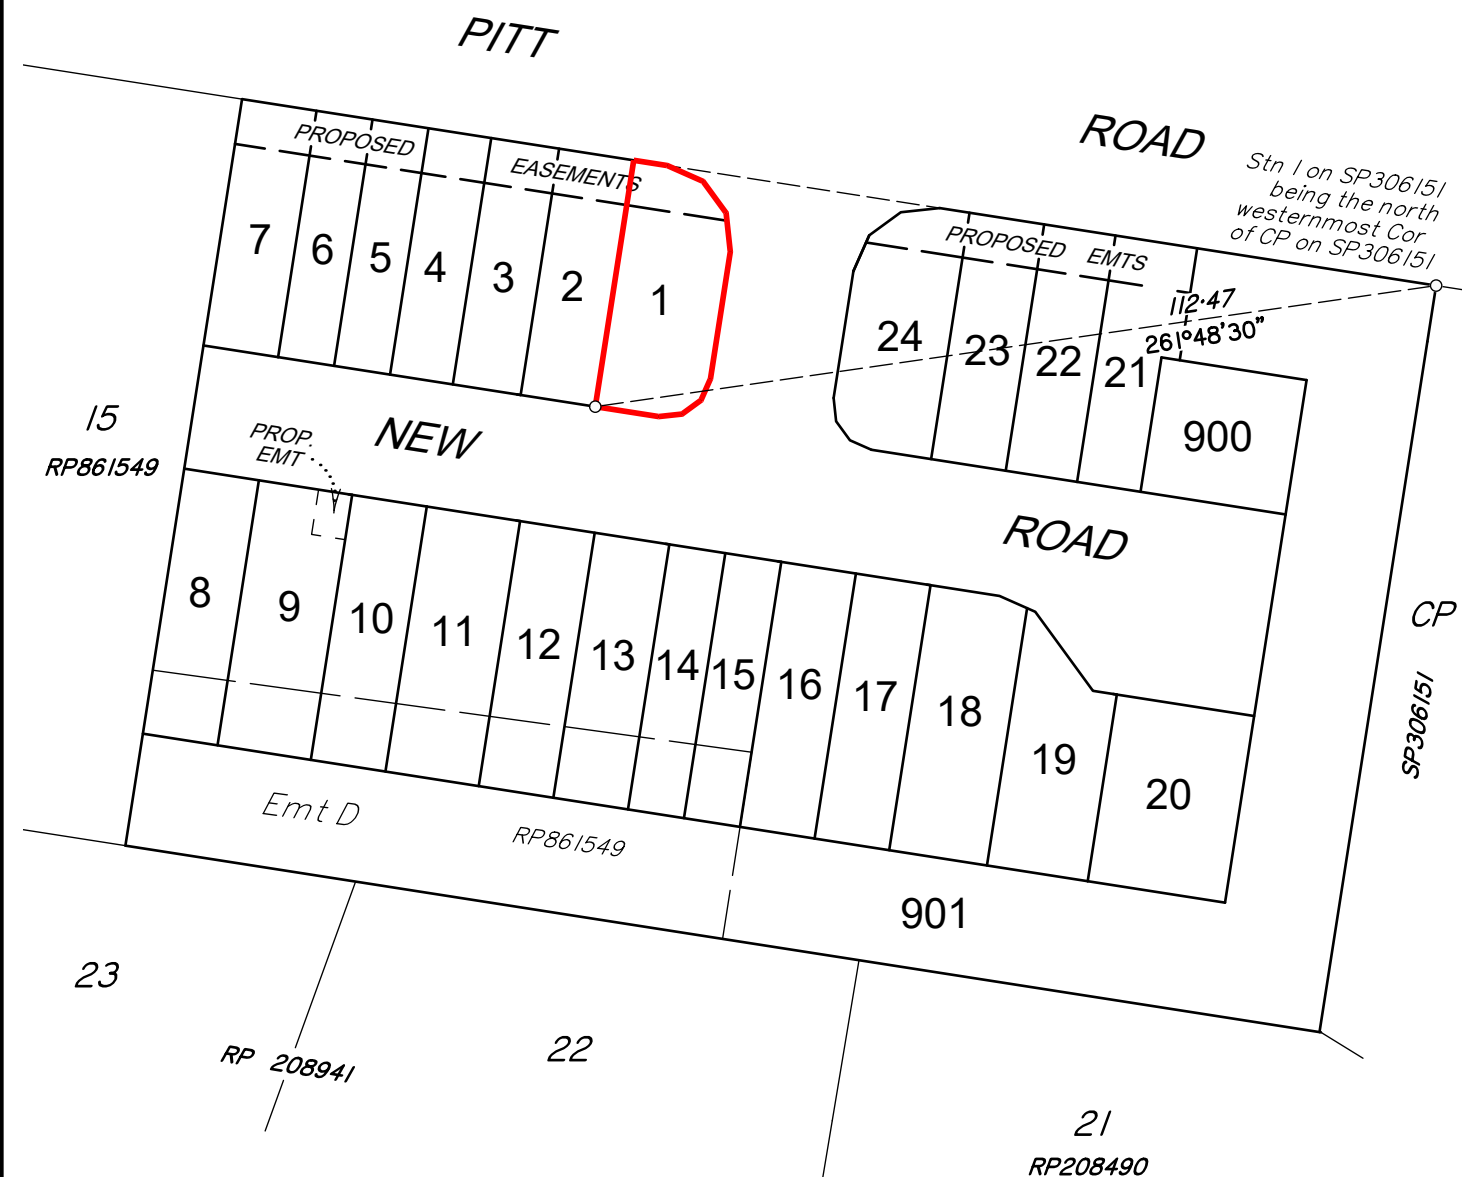 PITT
ROAD
Stn 1 on SP306151
being the north
westernmost Cor
of CP on SP306151
PROPOSED
EASEMENTS
PROPOSED EMTS
7
6
5
4
3
2
1
24
23
22
21
112·47
261°48'30"
900
15
RP861549
PROP.
EMT
NEW
ROAD
8
9
10
11
12
13
14
15
16
17
18
19
20
CP
SP306151
Emt D
RP861549
901
23
RP 208941
22
21
RP208490